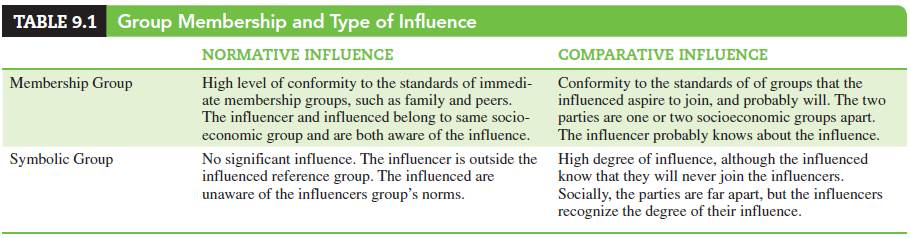 TABLE 9.1 Group Membership and Type of Influence
NORMATIVE INFLUENCE COMPARATIVE INFLUENCE
Membership Group
High level of conformity to the standards of immedi-
ate membership groups, such as family and peers.
The influencer and influenced belong to same socio-
economic group and are both aware of the influence.
Conformity to the standards of of groups that the
influenced aspire to join, and probably will. The two
parties are one or two socioeconomic groups apart.
The influencer probably knows about the influence.
Symbolic Group
No significant influence. The influencer is outside the
influenced reference group. The influenced are
unaware of the influencers group's norms.
High degree of influence, although the influenced
know that they will never join the influencers.
Socially, the parties are far apart, but the influencers
recognize the degree of their influence.